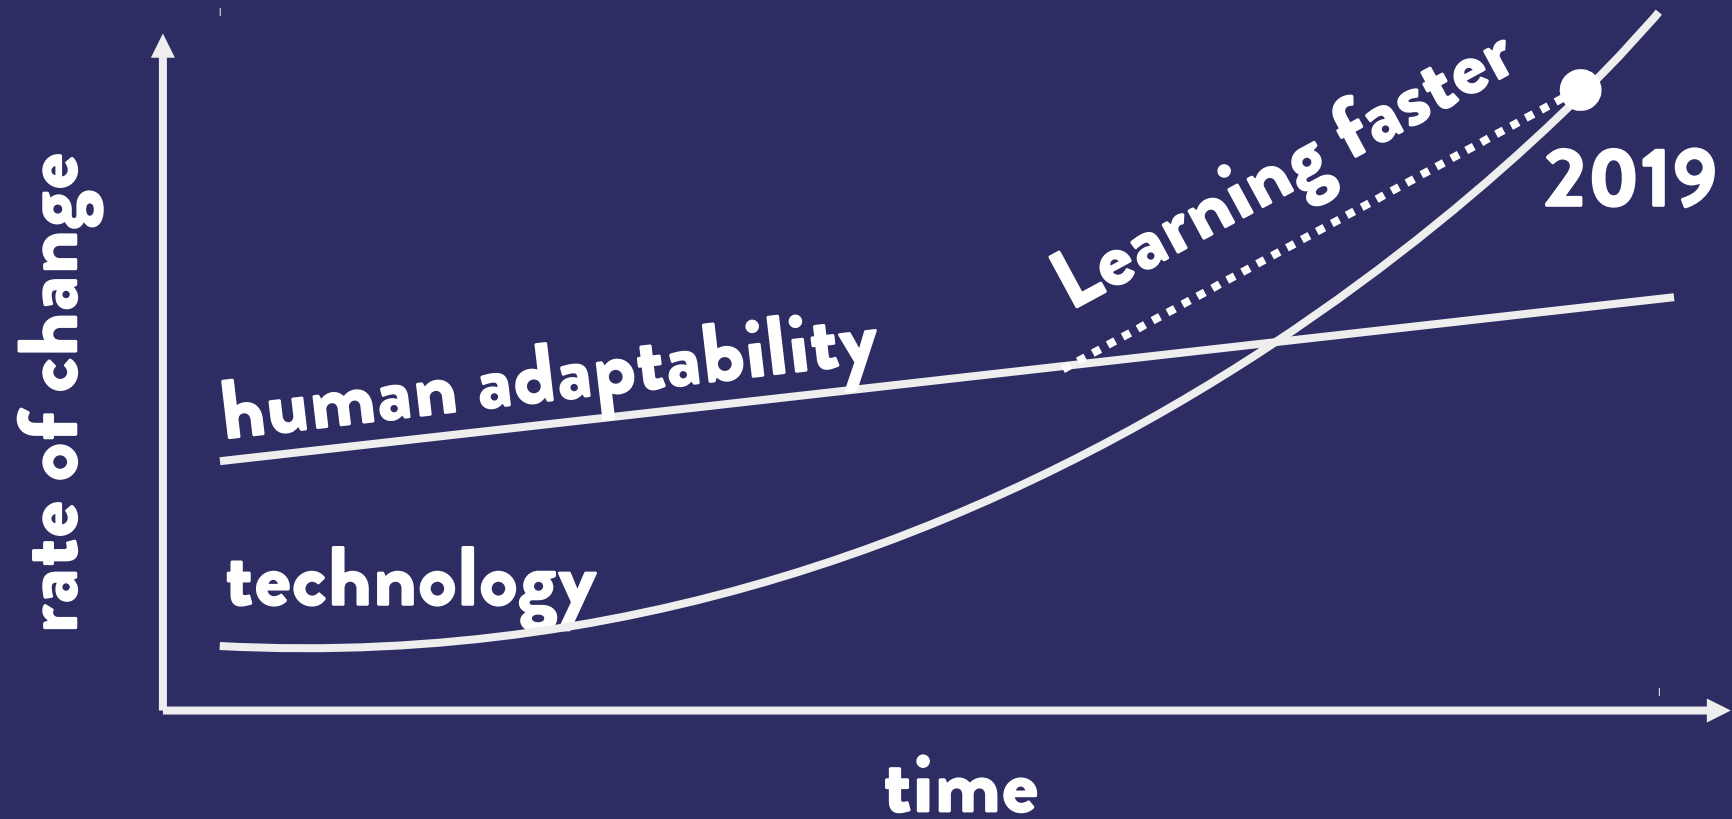 rate of change
human adaptability
technology
Learning faster
2019
time